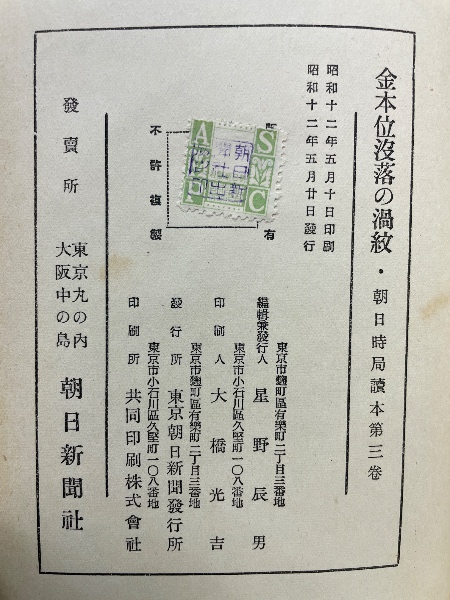 金本位沒落の渦紋・朝日時局讀本第三卷
昭和十二年五月十日印刷
昭和十二年五月廿日發行
有
不許複製
A S
C
朝日新
東京市麴町區有樂町二丁目三番地
編輯兼發行人 星野辰男
東京市小石川區久堅町一〇八番地
印刷人 大橋光吉
東京市麴町區有樂町二丁目三番地
發行所 東京朝日新聞發行所
東京市小石川區久堅町一〇八番地
印刷所 共同印刷株式會社
發賣所 東京丸の內 大阪中の島 朝日新聞社